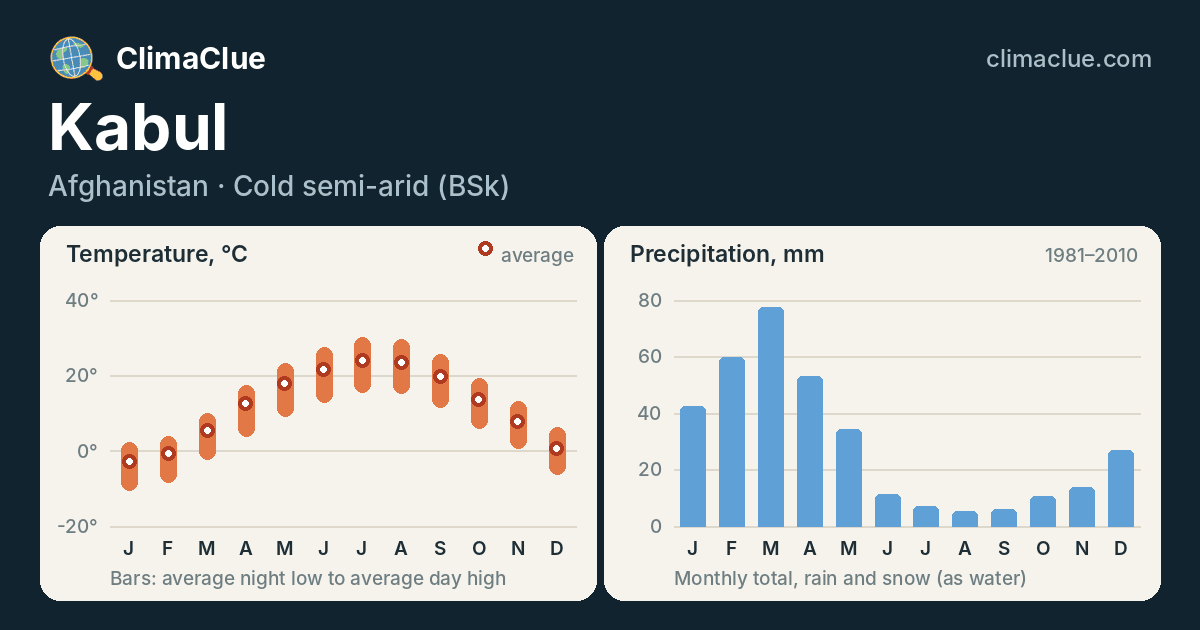 ClimaClue
climaclue.com
Kabul
Afghanistan · Cold semi-arid (BSk)
Temperature, °C
average
40°
20°
0°
-20°
J F M A M J J A S O N D
Bars: average night low to average day high
Precipitation, mm
1981–2010
80
60
40
20
0
J F M A M J J A S O N D
Monthly total, rain and snow (as water)